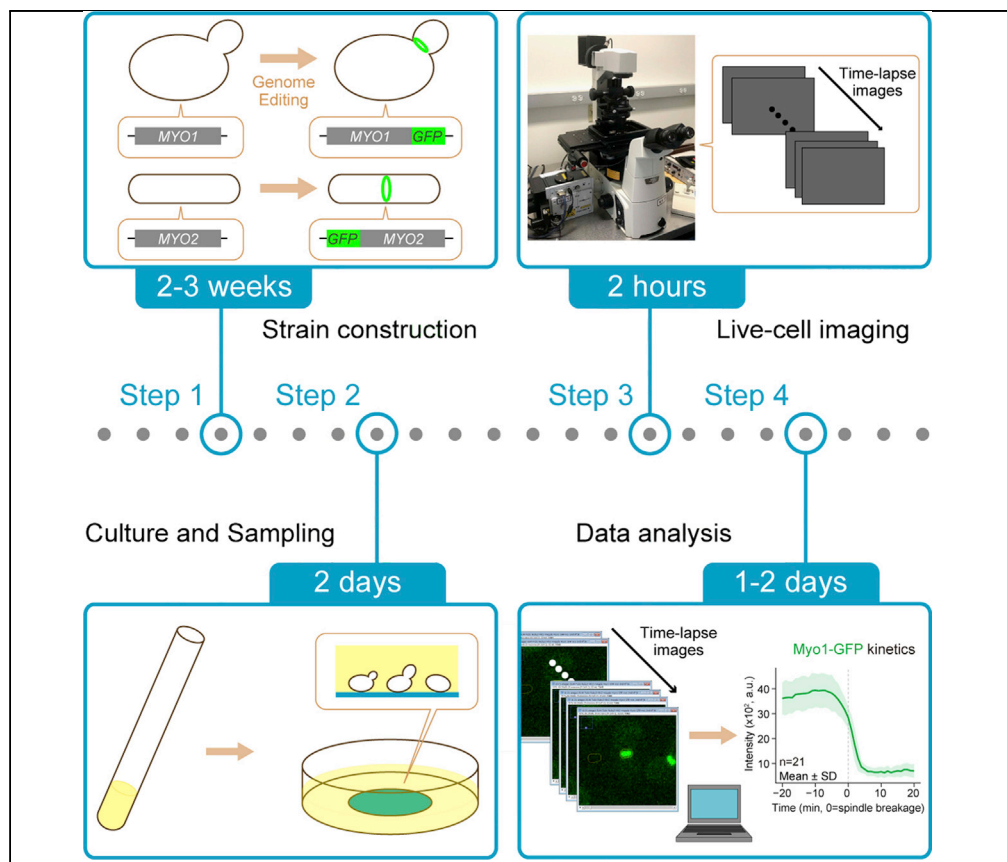 Genome
Editing
MYO1
MYO1 GFP
MYO2
GFP MYO2
2-3 weeks
Strain construction
Time-lapse
images
2 hours
Live-cell imaging
Step 1
Step 2
Step 3
Step 4
Culture and Sampling
2 days
Data analysis
1-2 days
Time-lapse
images
Myo1-GFP kinetics
Intensity (x10², a.u.)
40
30
20
10
0
n=21
Mean ± SD
−20 −10 0 10 20
Time (min, 0=spindle breakage)